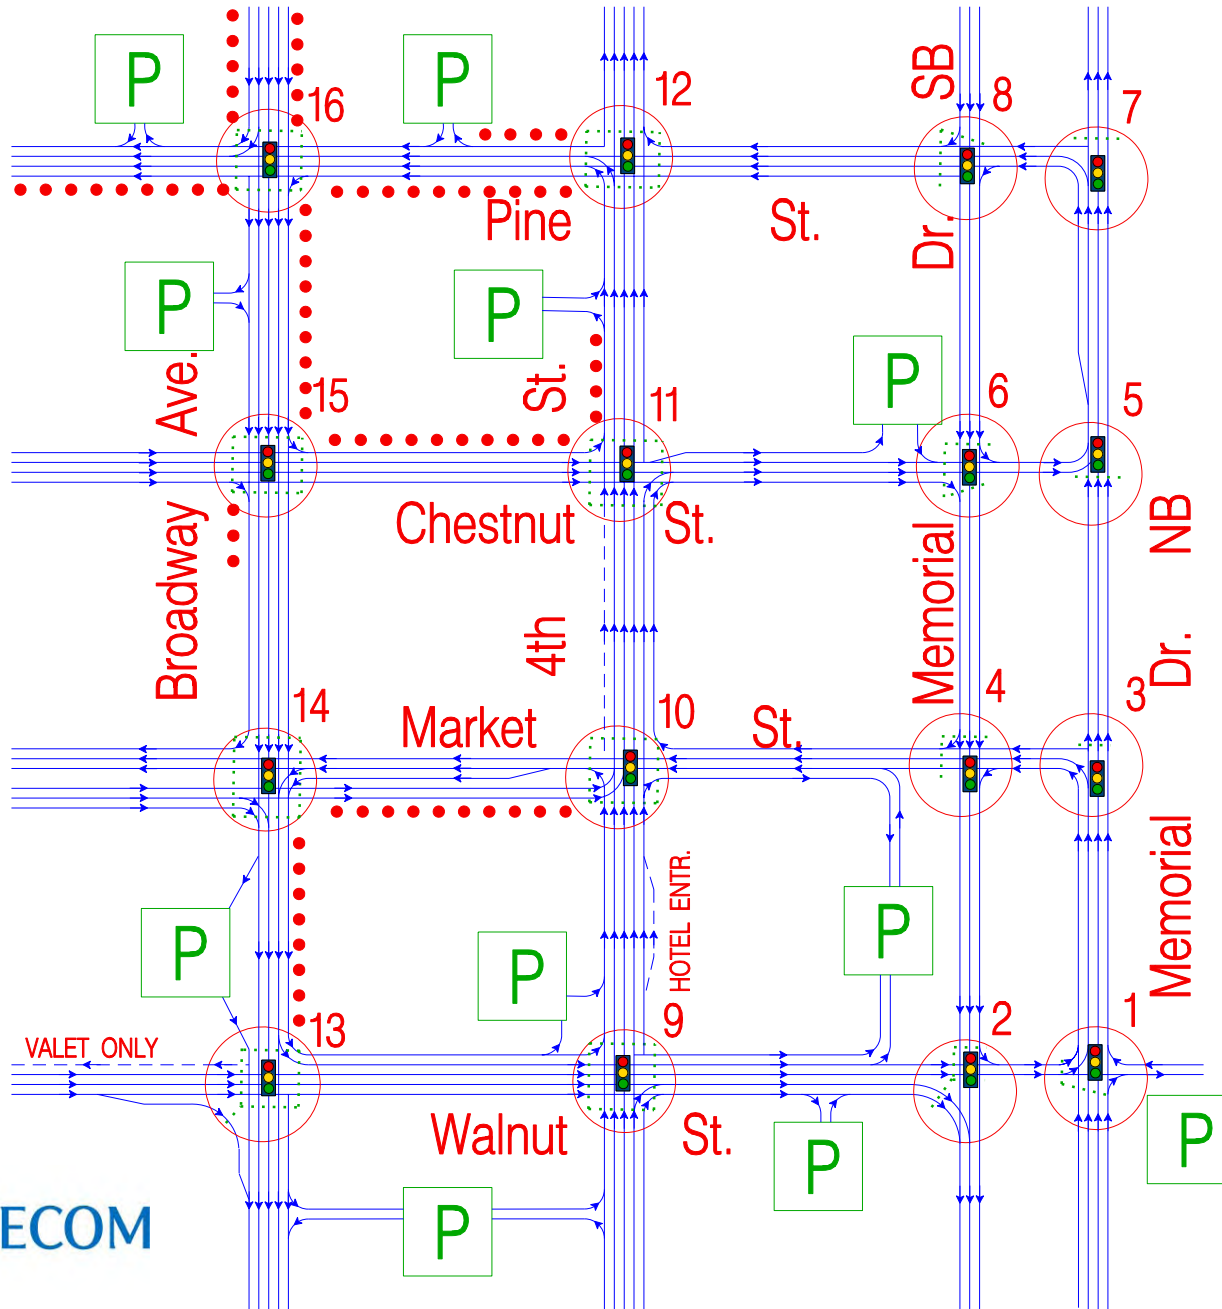 SB
P
P
16
12
8
7
Pine
St.
Dr.
P
P
Ave.
15
St.
11
P
6
5
Broadway
Chestnut
St.
Memorial
NB
4th
Dr.
14
Market
10
St.
4
3
P
P
HOTEL ENTR.
P
Memorial
VALET ONLY
13
9
2
1
Walnut
St.
P
P
P
ECOM